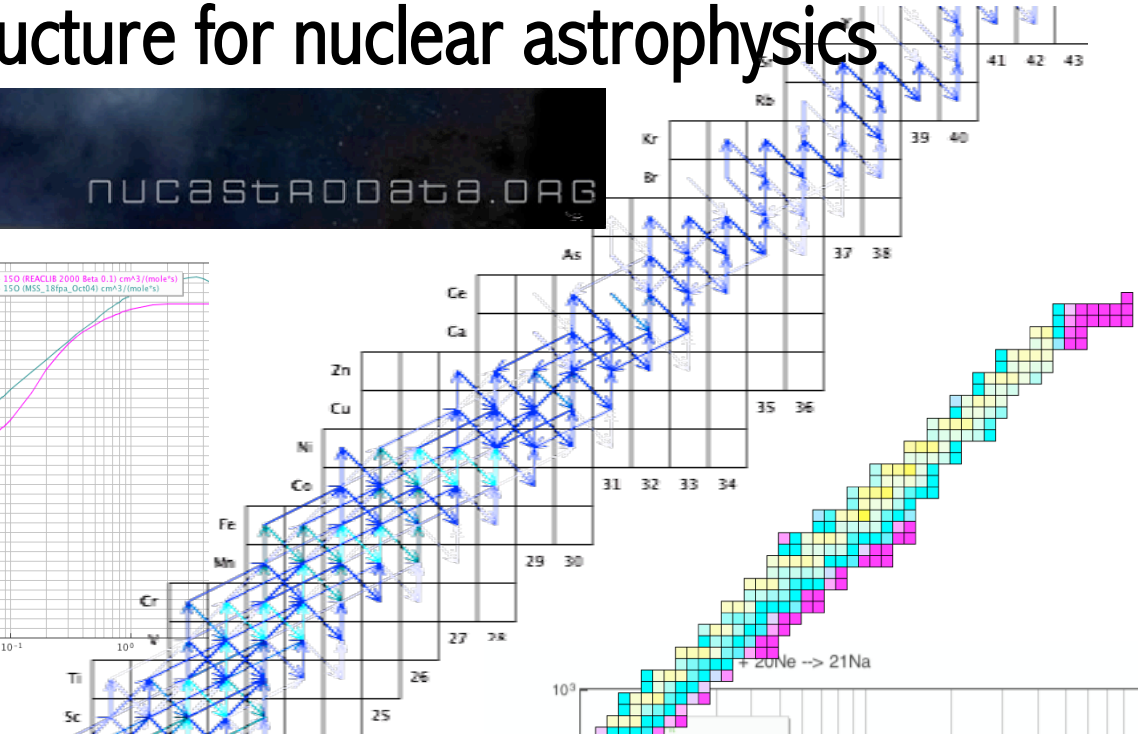 ucture for nuclear astrophysics
nucastrodata.org
15O (REACLIB 2000 Beta 0.1) cm^3/(mole*s)
15O (MSS_18fpa_Oct04) cm^3/(mole*s)
10⁻¹ 10⁰
Y
Sr
41 42 43
Rb
Kr
39 40
Br
As
37 38
Ge
Ga
Zn
Cu
35 36
Ni
Co
31 32 33 34
Fe
Mn
29 30
Cr
V
27 28
Ti
26
Sc
25
+ 20Ne --> 21Na
10³